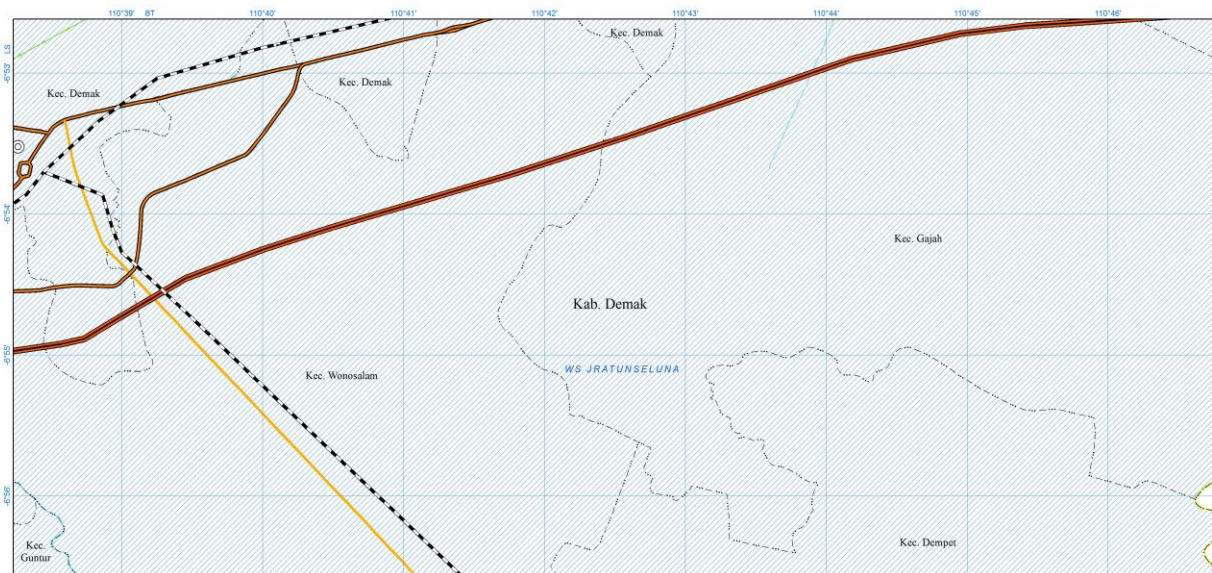 110°39' BT
110°40'
110°41'
110°42'
110°43'
110°44'
110°45'
110°46'
LS
-6°53'
-6°54'
-6°55'
-6°56'
Kec. Demak
Kec. Demak
Kec. Demak
Kec. Gajah
Kab. Demak
WS JRATUNSELUNA
Kec. Wonosalam
Kec.
Guntur
Kec. Dempet